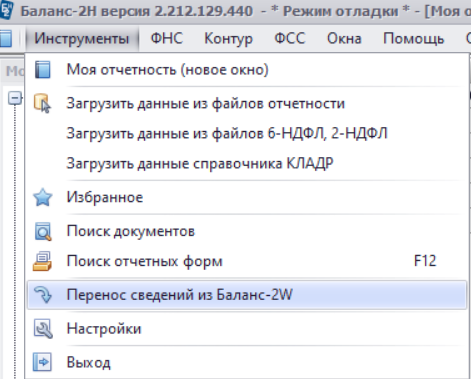 Баланс-2Н версия 2.212.129.440 - * Режим отладки * - [Моя о
Инструменты ФНС Контур ФСС Окна Помощь
Мо
Моя отчетность (новое окно)
Загрузить данные из файлов отчетности
Загрузить данные из файлов 6-НДФЛ, 2-НДФЛ
Загрузить данные справочника КЛАДР
Избранное
Поиск документов
Поиск отчетных форм F12
Перенос сведений из Баланс-2W
Настройки
Выход